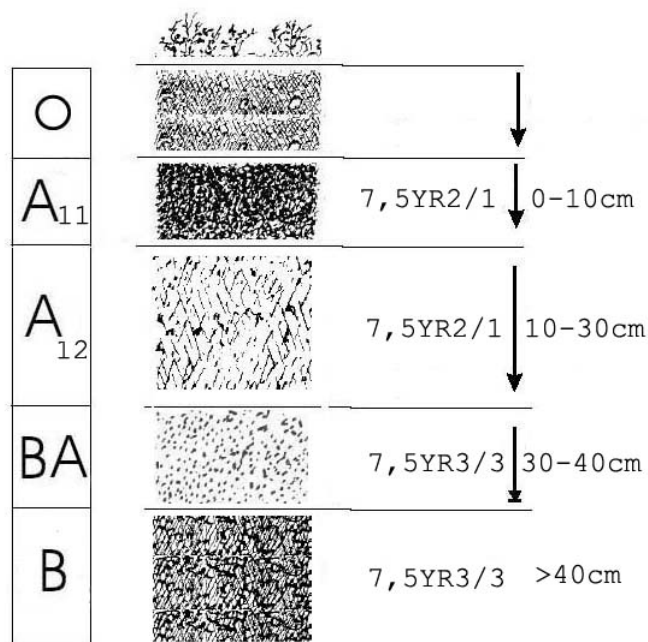 O
A11 7,5YR2/1 0-10cm
A12 7,5YR2/1 10-30cm
BA 7,5YR3/3 30-40cm
B 7,5YR3/3 >40cm